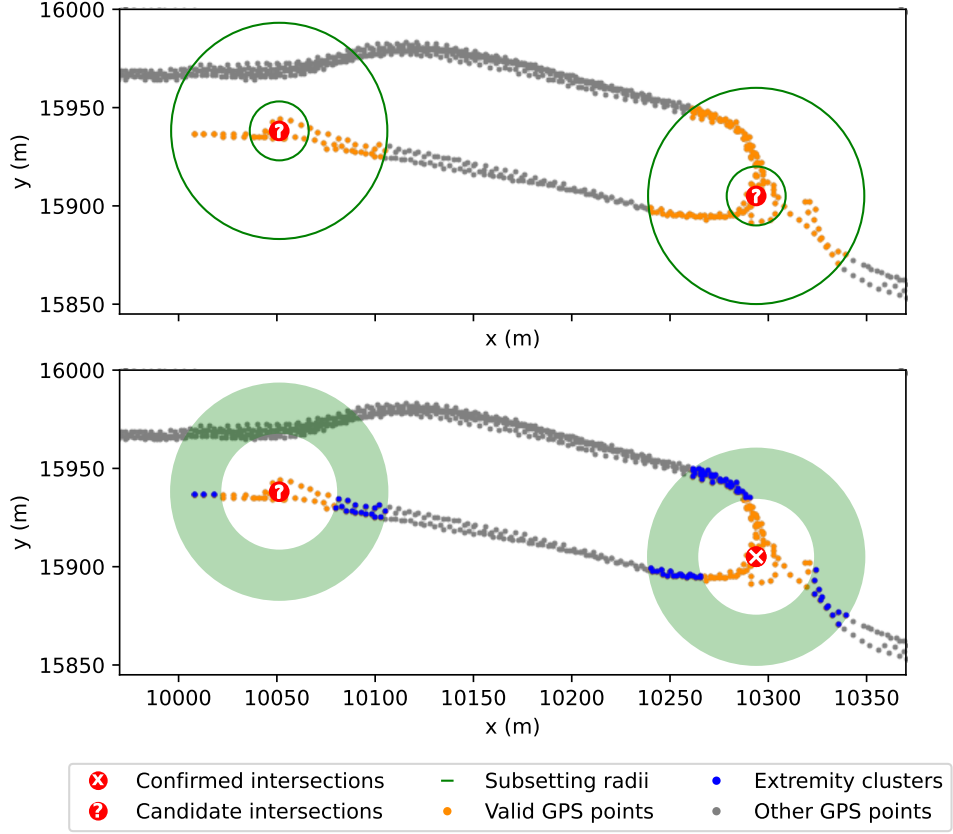 16000
15950
15900
15850
y (m)
?
?
x (m)
16000
15950
15900
15850
y (m)
?
X
10000 10050 10100 10150 10200 10250 10300 10350
x (m)
X Confirmed intersections Subsetting radii Extremity clusters
? Candidate intersections Valid GPS points Other GPS points